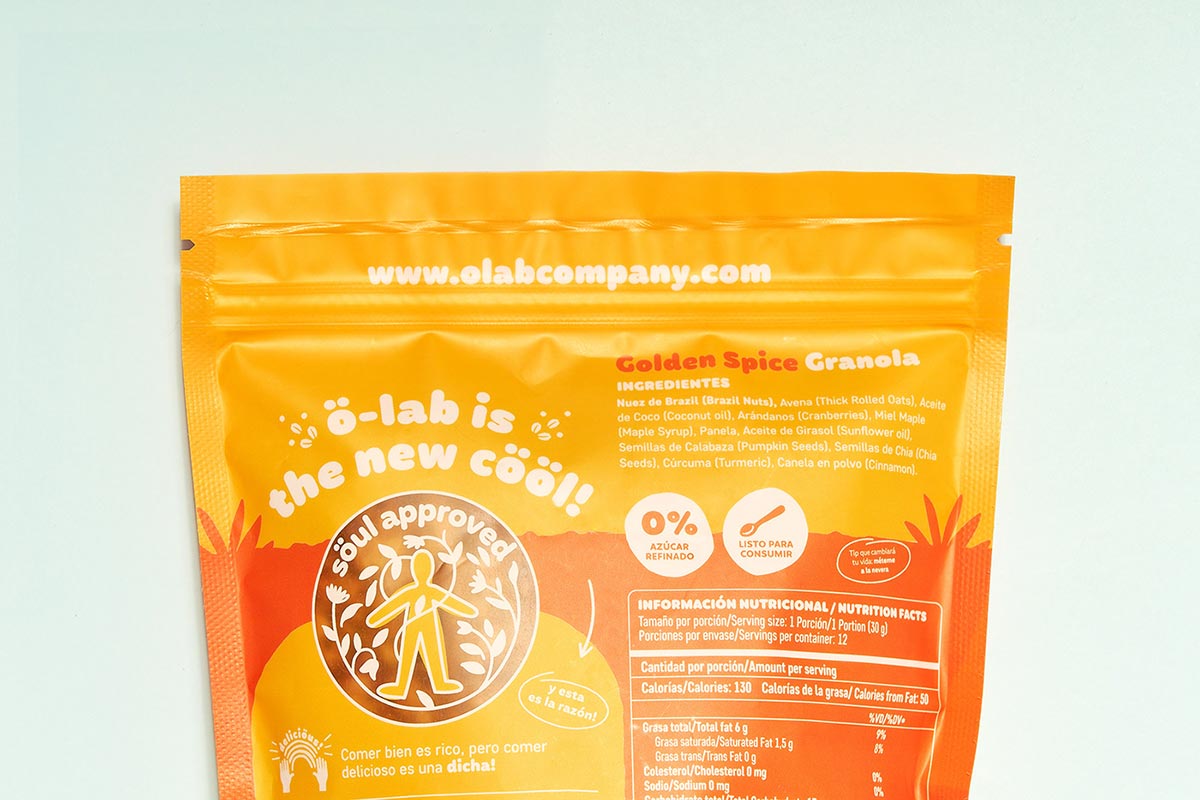 www.olabcompany.com
ö-lab is
the new cööl!
söul approved
y esta
es la razón!
deliciöuc!
Comer bien es rico, pero comer
delicioso es una dicha!
Golden Spice Granola
INGREDIENTES
Nuez de Brazil (Brazil Nuts), Avena (Thick Rolled Oats), Aceite
de Coco (Coconut oil), Arándanos (Cranberries), Miel Maple
(Maple Syrup), Panela, Aceite de Girasol (Sunflower oil),
Semillas de Calabaza (Pumpkin Seeds), Semillas de Chía (Chia
Seeds), Cúrcuma (Turmeric), Canela en polvo (Cinnamon).
0%
AZÚCAR
REFINADO
LISTO PARA
CONSUMIR
Tip que cambiará
tu vida: métame
a la nevera
INFORMACIÓN NUTRICIONAL / NUTRITION FACTS
Tamaño por porción/Serving size: 1 Porción/1 Portion (30 g)
Porciones por envase/Servings per container: 12
Cantidad por porción/Amount per serving
Calorías/Calories: 130 Calorías de la grasa/ Calories from Fat: 50
%VD/%DV*
Grasa total/Total fat 6 g 9%
Grasa saturada/Saturated Fat 1,5 g 8%
Grasa trans/Trans Fat 0 g
Colesterol/Cholesterol 0 mg 0%
Sodio/Sodium 0 mg 0%
Carbohidrato total/Total